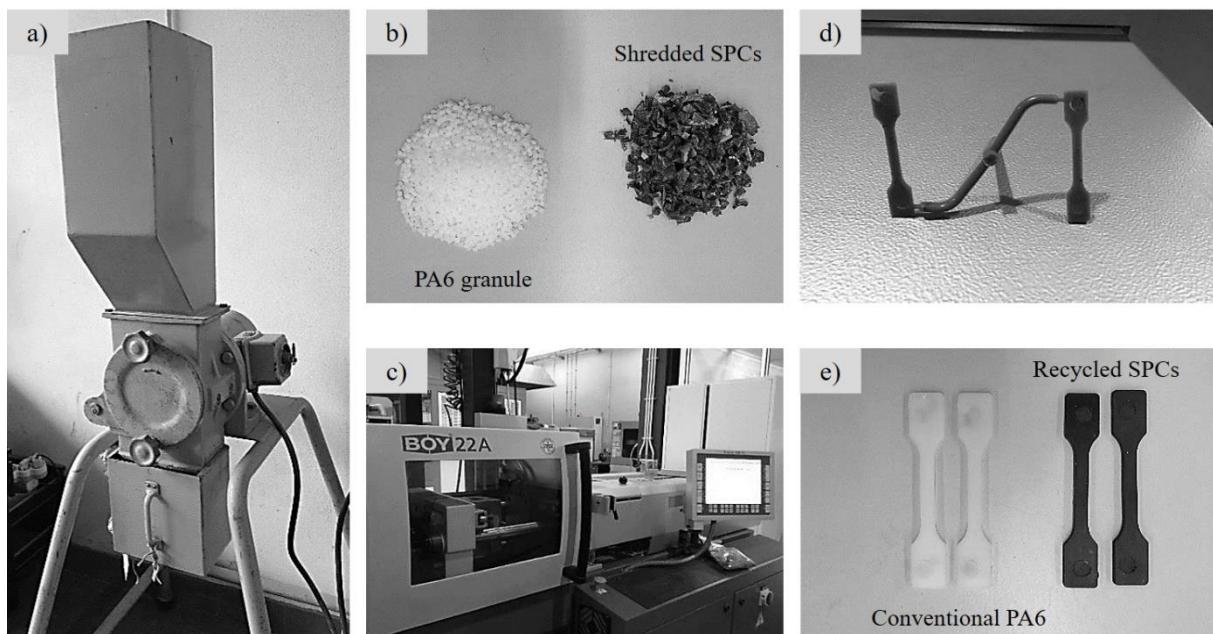 a)
b)
Shredded SPCs
PA6 granule
c)
BOY 22A
d)
e)
Recycled SPCs
Conventional PA6